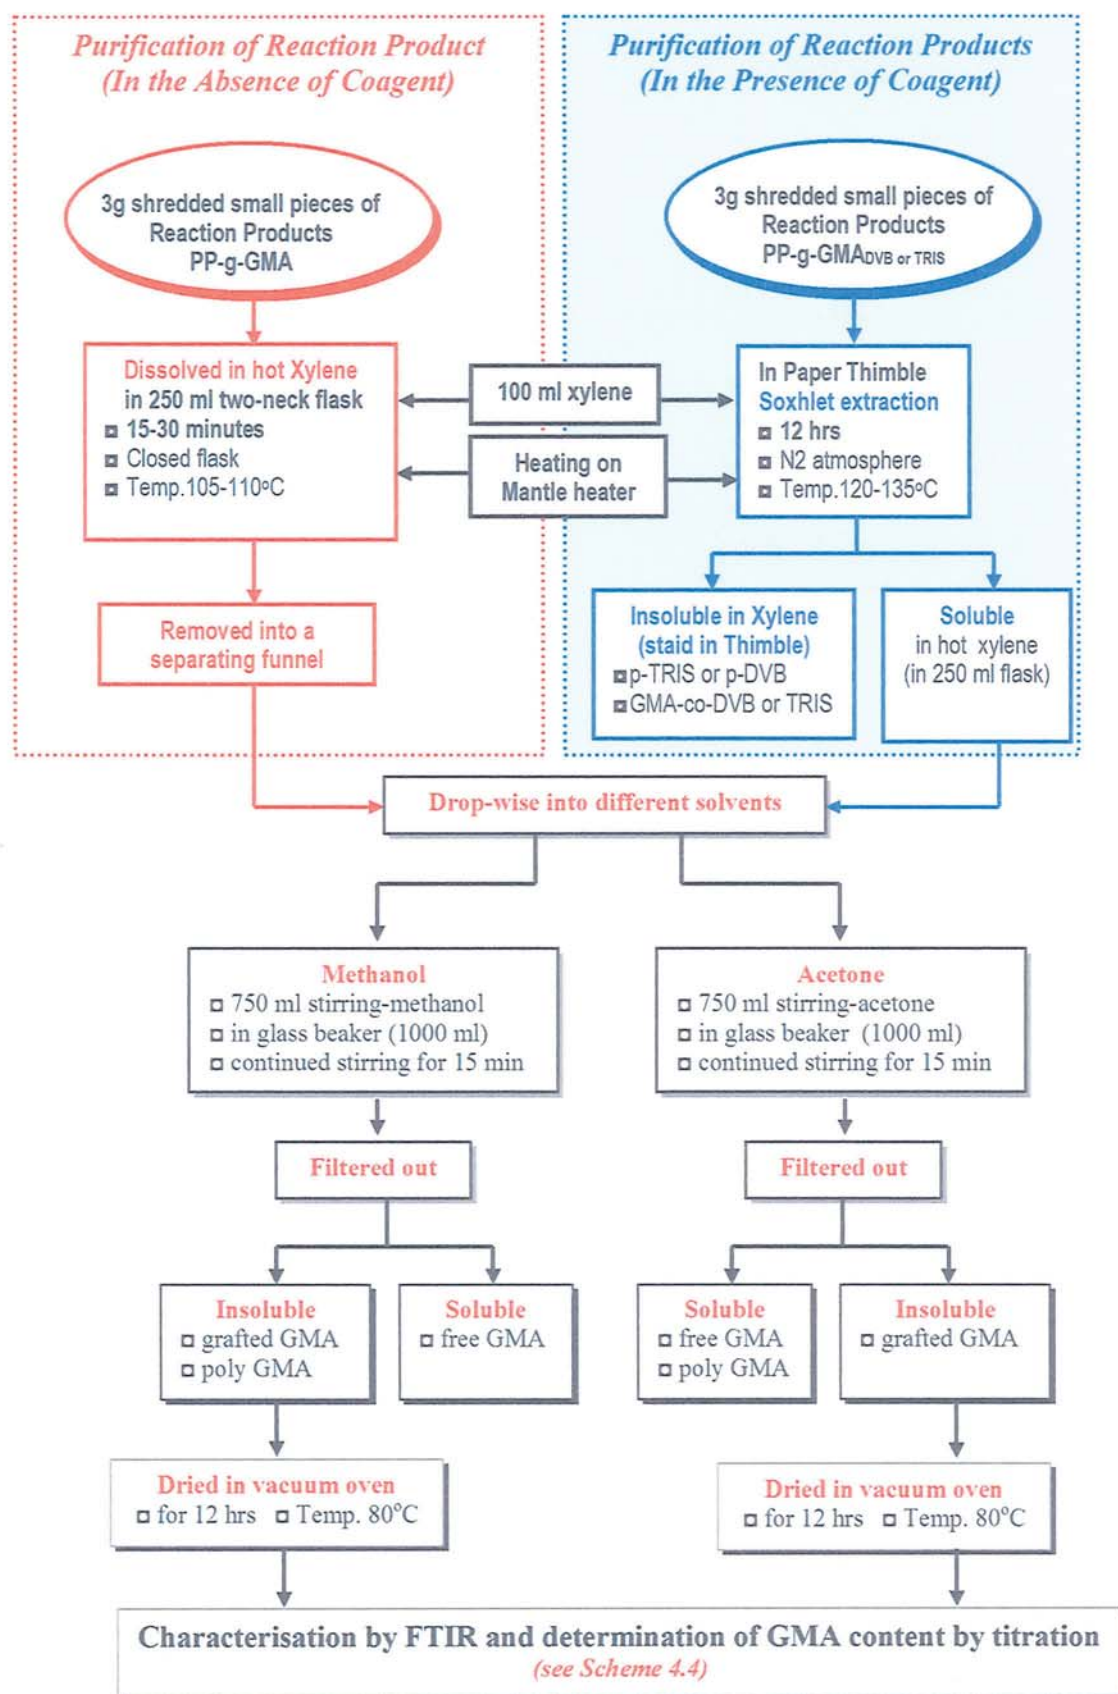 Purification of Reaction Product
(In the Absence of Coagent)
3g shredded small pieces of
Reaction Products
PP-g-GMA
Dissolved in hot Xylene
in 250 ml two-neck flask
◘ 15-30 minutes
◘ Closed flask
◘ Temp.105-110ºC
Removed into a
separating funnel
100 ml xylene
Heating on
Mantle heater
Purification of Reaction Products
(In the Presence of Coagent)
3g shredded small pieces of
Reaction Products
PP-g-GMADVB or TRIS
In Paper Thimble
Soxhlet extraction
◘ 12 hrs
◘ N2 atmosphere
◘ Temp.120-135ºC
Insoluble in Xylene
(staid in Thimble)
◘p-TRIS or p-DVB
◘GMA-co-DVB or TRIS
Soluble
in hot xylene
(in 250 ml flask)
Drop-wise into different solvents
Methanol
◘ 750 ml stirring-methanol
◘ in glass beaker (1000 ml)
◘ continued stirring for 15 min
Filtered out
Insoluble
◘ grafted GMA
◘ poly GMA
Soluble
◘ free GMA
Dried in vacuum oven
◘ for 12 hrs ◘ Temp. 80ºC
Acetone
◘ 750 ml stirring-acetone
◘ in glass beaker (1000 ml)
◘ continued stirring for 15 min
Filtered out
Soluble
◘ free GMA
◘ poly GMA
Insoluble
◘ grafted GMA
Dried in vacuum oven
◘ for 12 hrs ◘ Temp. 80ºC
Characterisation by FTIR and determination of GMA content by titration
(see Scheme 4.4)